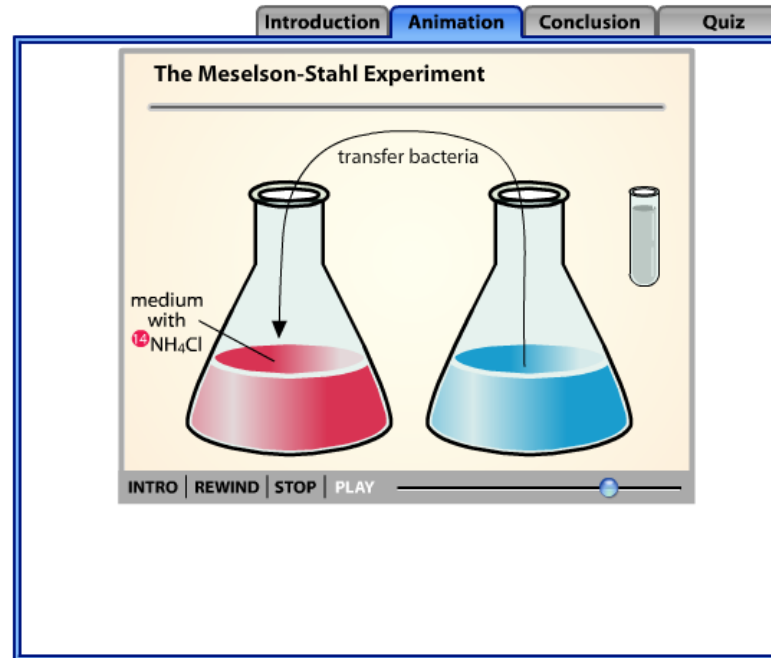 Introduction Animation Conclusion Quiz
The Meselson-Stahl Experiment
transfer bacteria
medium
with
14NH4Cl
INTRO | REWIND | STOP | PLAY